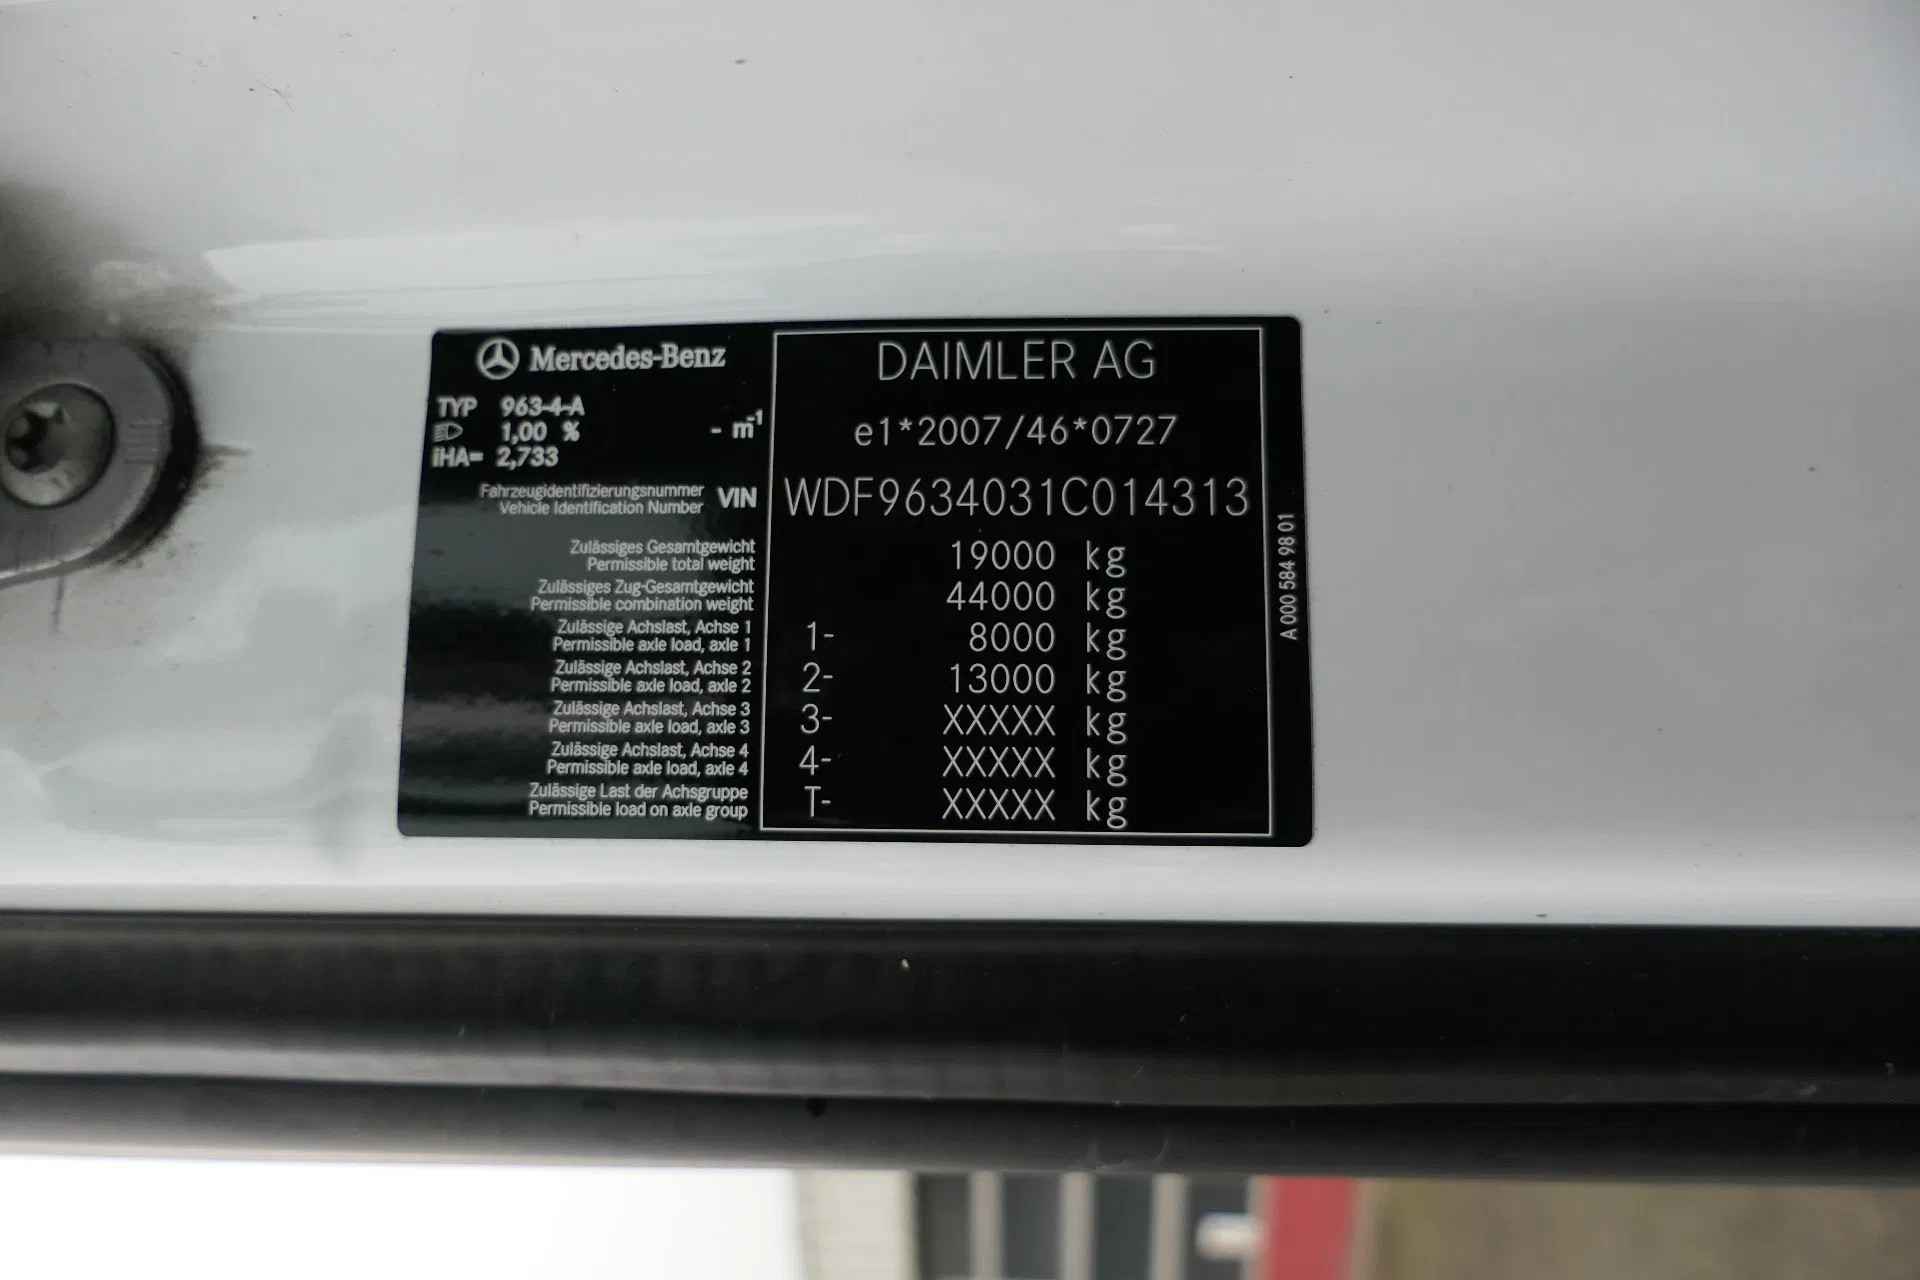 Mercedes-Benz
TYP 963-4-A
1,00 % - m-1
iHA= 2,733
DAIMLER AG
e1*2007/46*0727
Fahrzeugidentifizierungsnummer
Vehicle Identification Number
VIN WDF9634031C014313
Zulässiges Gesamtgewicht
Permissible total weight
19000 kg
Zulässiges Zug-Gesamtgewicht
Permissible combination weight
44000 kg
Zulässige Achslast, Achse 1
Permissible axle load, axle 1
1- 8000 kg
Zulässige Achslast, Achse 2
Permissible axle load, axle 2
2- 13000 kg
Zulässige Achslast, Achse 3
Permissible axle load, axle 3
3- XXXXX kg
Zulässige Achslast, Achse 4
Permissible axle load, axle 4
4- XXXXX kg
Zulässige Last der Achsgruppe
Permissible load on axle group
T- XXXXX kg
A 000 584 98 01